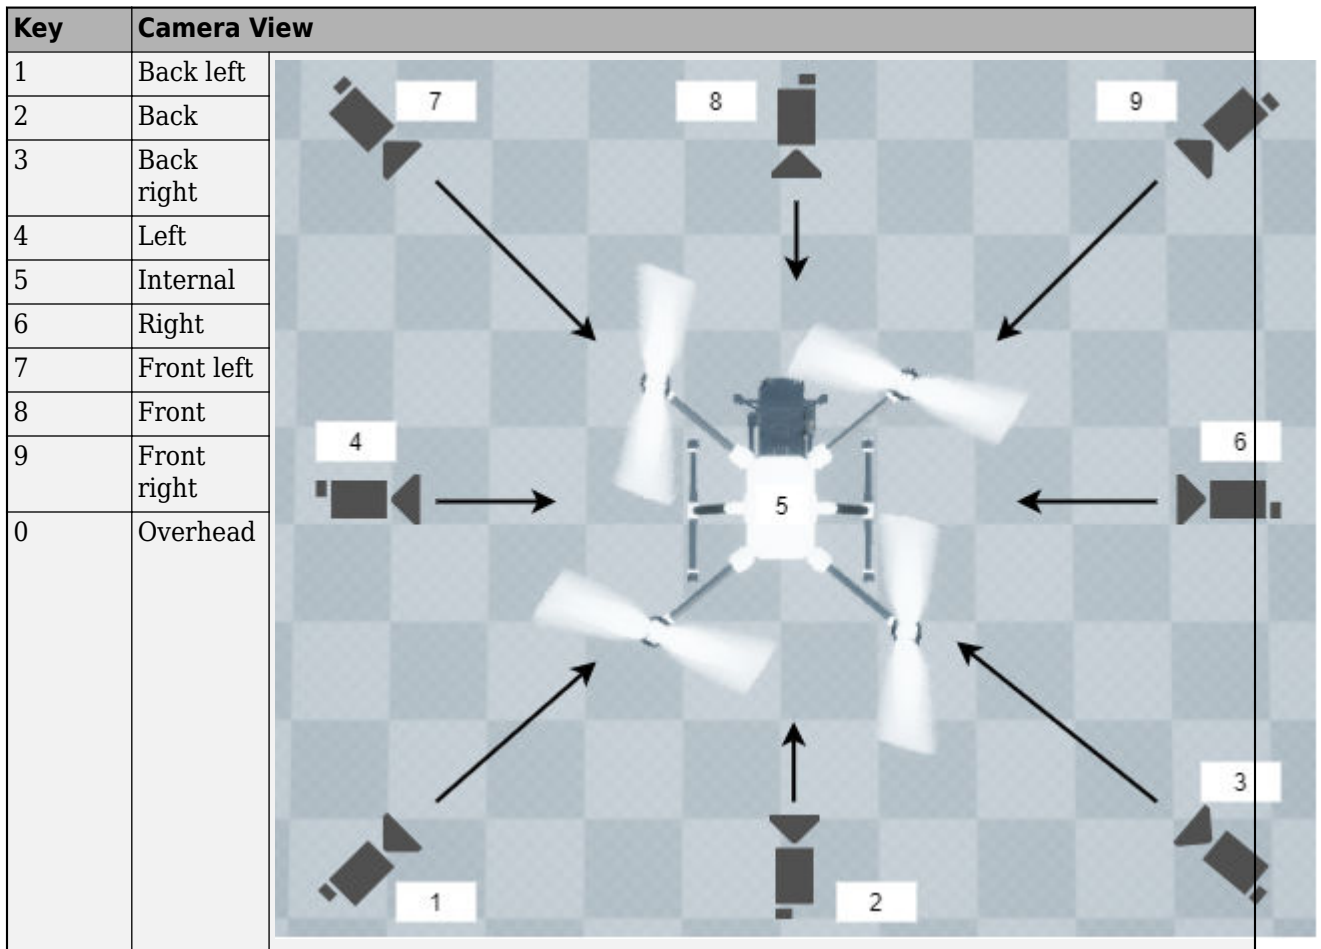 Key Camera View
1 Back left
2 Back
3 Back
right
4 Left
5 Internal
6 Right
7 Front left
8 Front
9 Front
right
0 Overhead
7 8 9
4 6
5
3
1 2